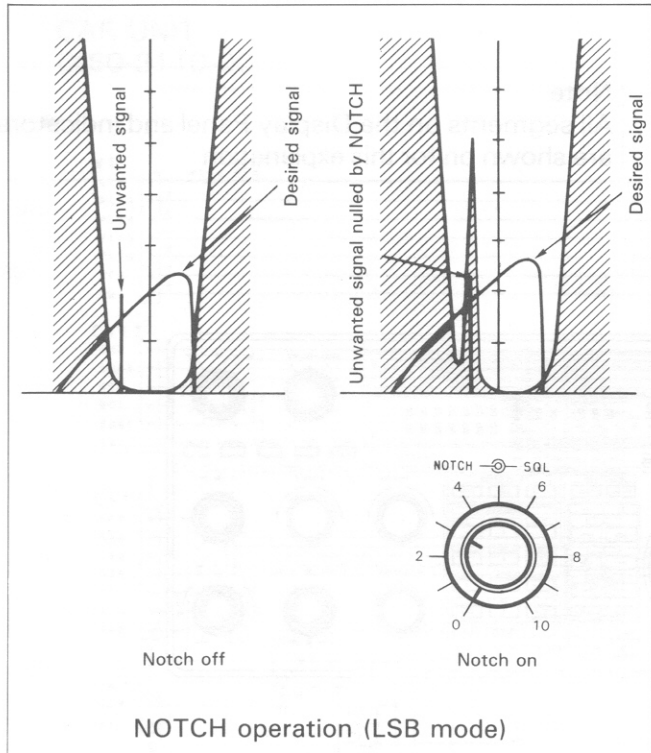 Unwanted signal
Desired signal
Unwanted signal nulled by NOTCH
Desired signal
NOTCH
SQL
4
6
2
8
0
10
Notch off
Notch on
NOTCH operation (LSB mode)